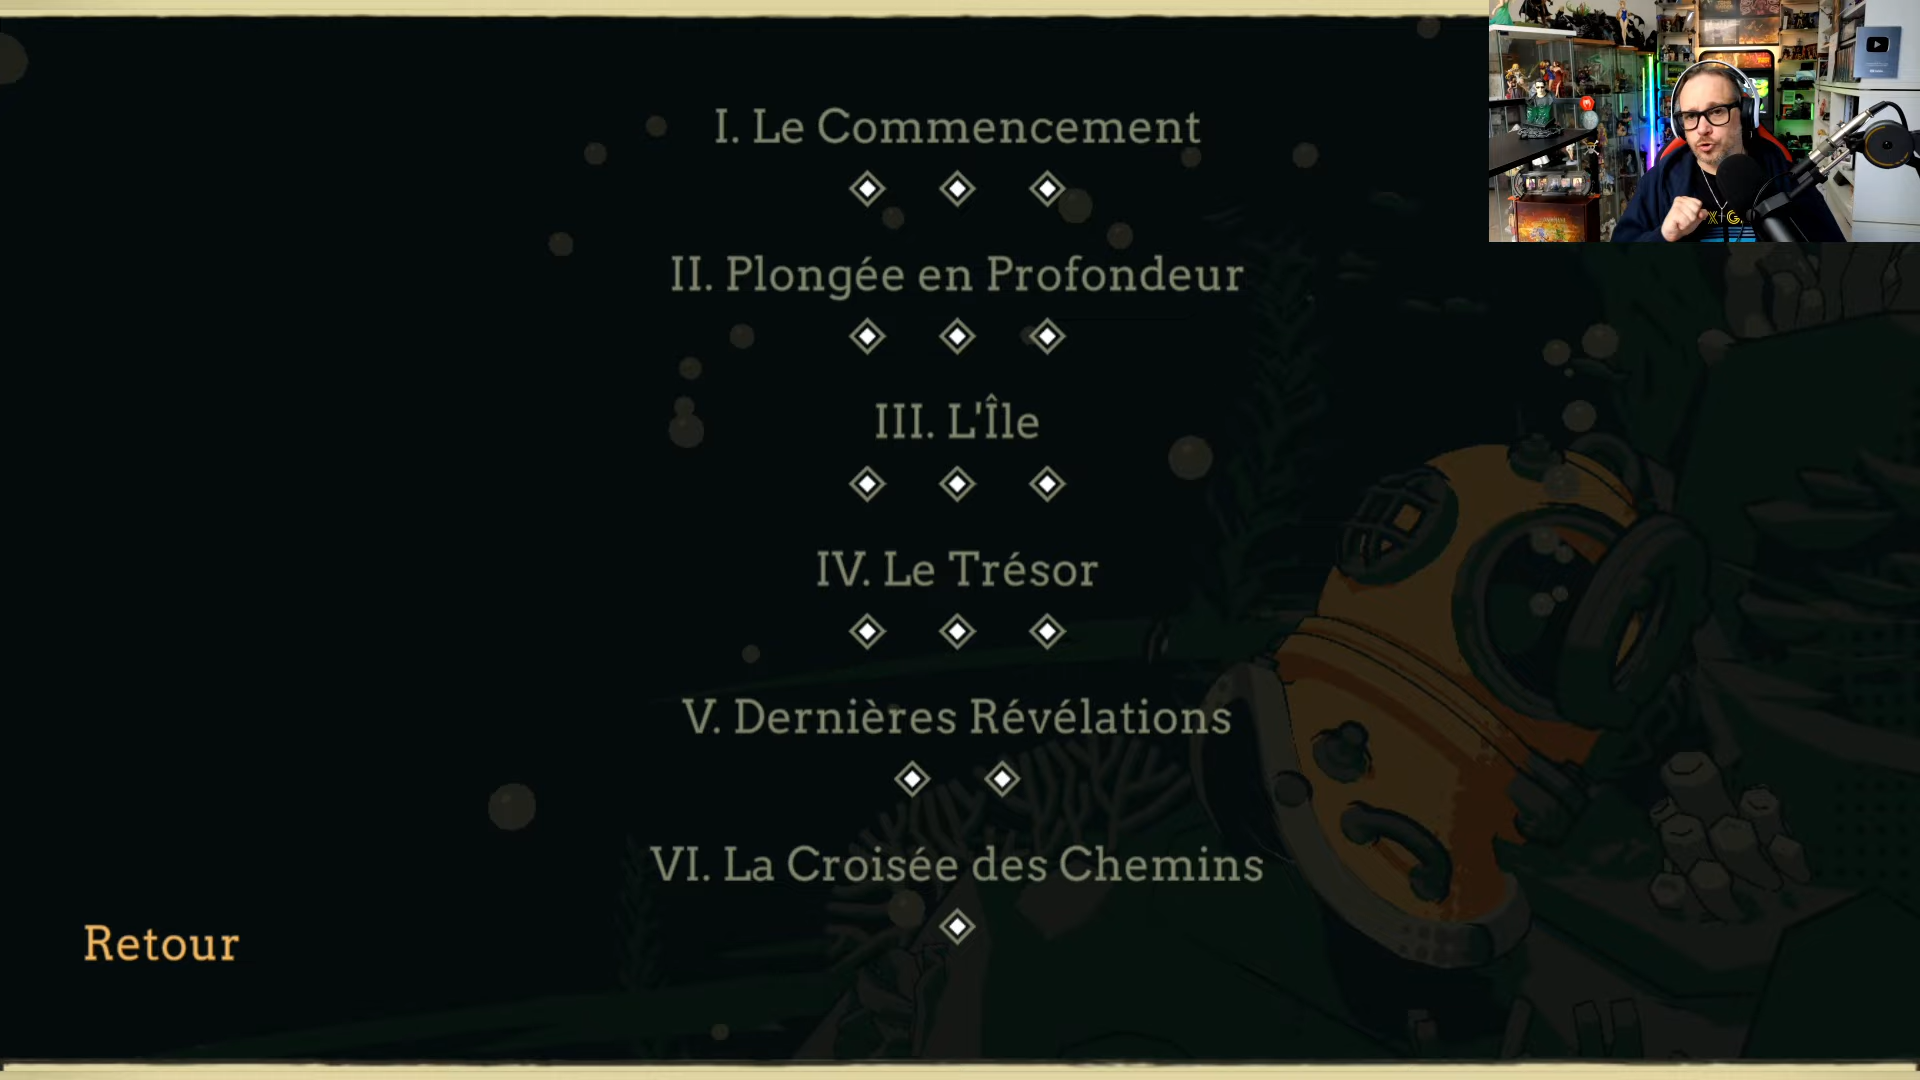 I. Le Commencement
II. Plongée en Profondeur
III. L'Île
IV. Le Trésor
V. Dernières Révélations
VI. La Croisée des Chemins
Retour